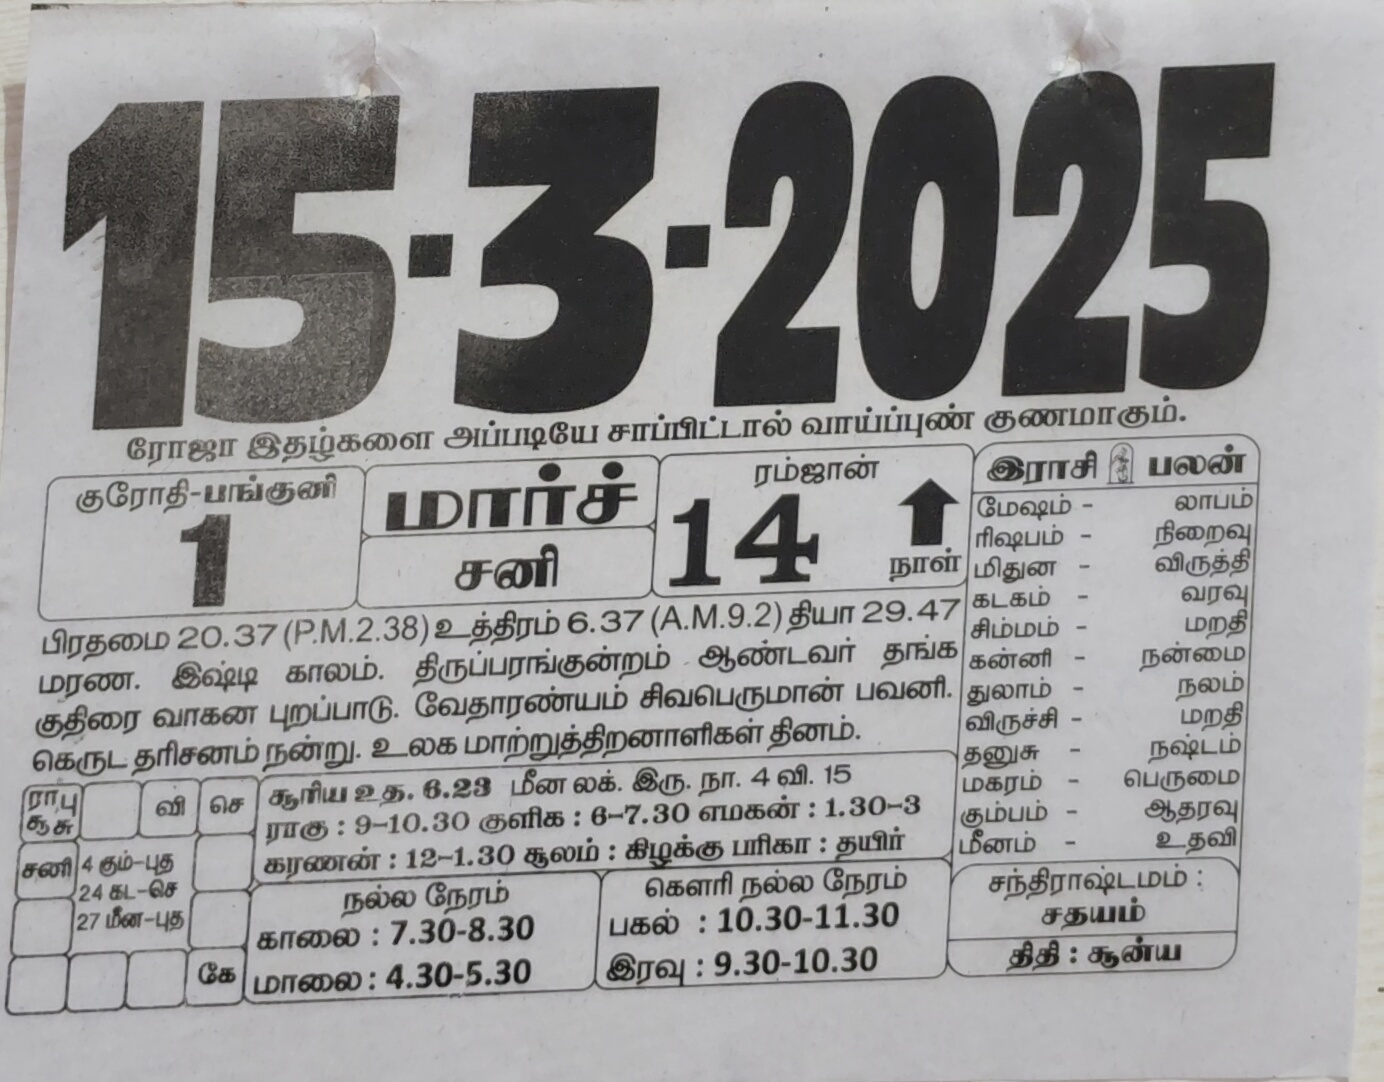 15-3-2025
ரோஜா இதழ்களை அப்படியே சாப்பிட்டால் வாய்ப்புண் குணமாகும்.
குரோதி-பங்குனி
1
மார்ச்
சனி
ரம்ஜான்
14
நாள்
பிரதமை 20.37 (P.M.2.38) உத்திரம் 6.37 (A.M.9.2) தியா 29.47
மரண. இஷ்டி காலம். திருப்பரங்குன்றம் ஆண்டவர் தங்க
குதிரை வாகன புறப்பாடு. வேதாரண்யம் சிவபெருமான் பவனி.
கெருட தரிசனம் நன்று. உலக மாற்றுத்திறனாளிகள் தினம்.
இராசி பலன்
மேஷம் - லாபம்
ரிஷபம் - நிறைவு
மிதுன - விருத்தி
கடகம் - வரவு
சிம்மம் - மறதி
கன்னி - நன்மை
துலாம் - நலம்
விருச்சி - மறதி
தனுசு - நஷ்டம்
மகரம் - பெருமை
கும்பம் - ஆதரவு
மீனம் - உதவி
ரா பு வி செ
சூ சு
சனி 4 கும்-புத
24 கட-செ
27 மீன-புத
கே
சூரிய உத. 6.23 மீன லக். இரு. நா. 4 வி. 15
ராகு : 9-10.30 குளிக : 6-7.30 எமகன் : 1.30-3
கரணன் : 12-1.30 சூலம் : கிழக்கு பரிகா : தயிர்
நல்ல நேரம்
காலை : 7.30-8.30
மாலை : 4.30-5.30
கௌரி நல்ல நேரம்
பகல் : 10.30-11.30
இரவு : 9.30-10.30
சந்திராஷ்டமம் :
சதயம்
திதி : சூன்ய